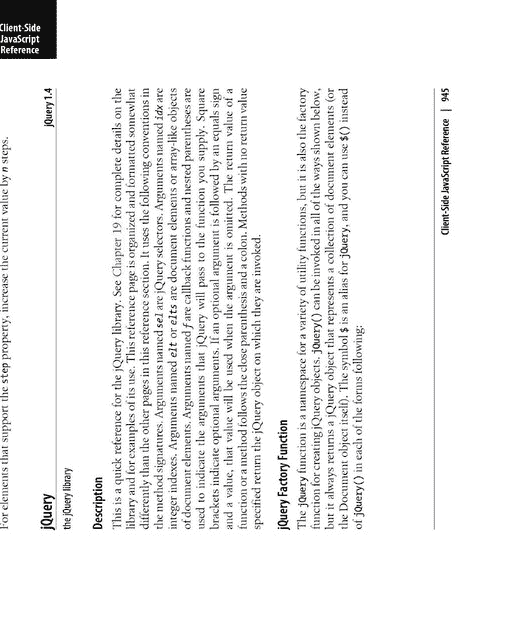 For elements that support the step property, increase the current value by n steps.
Client-Side
JavaScript
Reference
jQuery
jQuery 1.4
the jQuery library
Description
This is a quick reference for the jQuery library. See Chapter 19 for complete details on the
library and for examples of its use. This reference page is organized and formatted somewhat
differently than the other pages in this reference section. It uses the following conventions in
the method signatures. Arguments named sel are jQuery selectors. Arguments named idx are
integer indexes. Arguments named elt or elts are document elements or array-like objects
of document elements. Arguments named f are callback functions and nested parentheses are
used to indicate the arguments that jQuery will pass to the function you supply. Square
brackets indicate optional arguments. If an optional argument is followed by an equals sign
and a value, that value will be used when the argument is omitted. The return value of a
function or a method follows the close parenthesis and a colon. Methods with no return value
specified return the jQuery object on which they are invoked.
jQuery Factory Function
The jQuery function is a namespace for a variety of utility functions, but it is also the factory
function for creating jQuery objects. jQuery() can be invoked in all of the ways shown below,
but it always returns a jQuery object that represents a collection of document elements (or
the Document object itself). The symbol $ is an alias for jQuery, and you can use $() instead
of jQuery() in each of the forms following:
Client-Side JavaScript Reference | 945